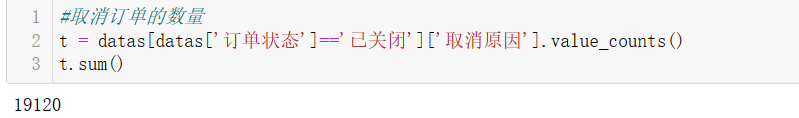 1 #取消订单的数量
2 t = datas[datas['订单状态']=='已关闭']['取消原因'].value_counts()
3 t.sum()
19120